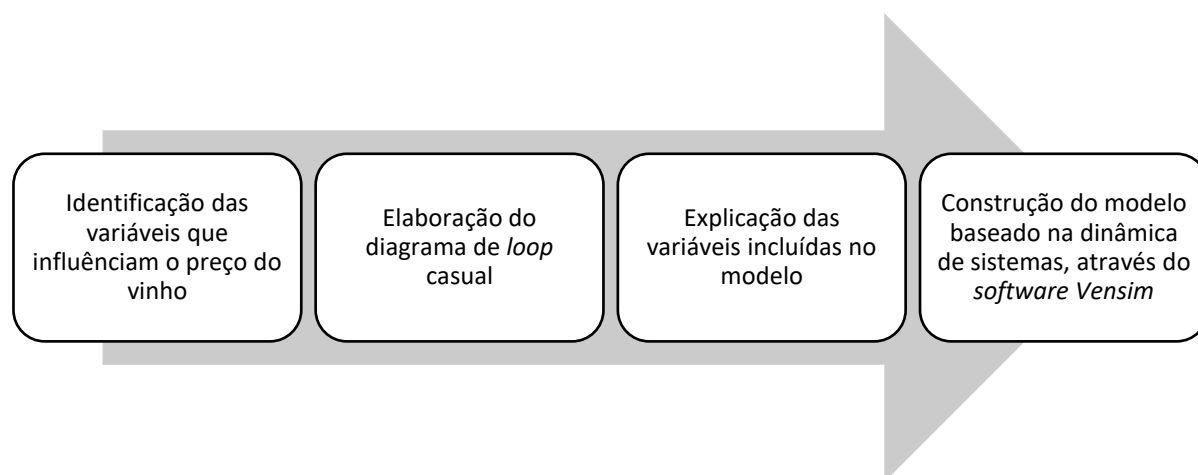 Identificação das
variáveis que
influênciam o preço do
vinho
Elaboração do
diagrama de loop
casual
Explicação das
variáveis incluídas no
modelo
Construção do modelo
baseado na dinâmica
de sistemas, através do
software Vensim